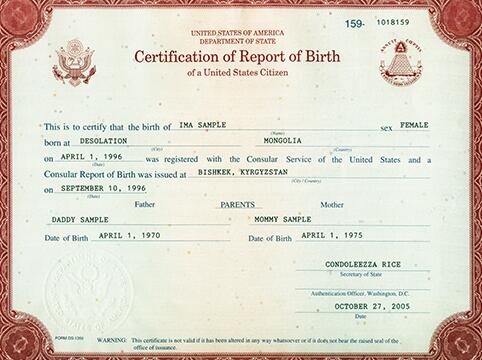 159- 1018159
UNITED STATES OF AMERICA
DEPARTMENT OF STATE
Certification of Report of Birth
of a United States Citizen
ANNUIT COEPTIS
This is to certify that the birth of IMA SAMPLE sex FEMALE
(Name)
born at DESOLATION MONGOLIA
(City) (Country)
on APRIL 1, 1996 was registered with the Consular Service of the United States and a
(Date)
Consular Report of Birth was issued at BISHKEK, KYRGYZSTAN
(City / Country)
on SEPTEMBER 10, 1996
(Date)
Father PARENTS Mother
DADDY SAMPLE MOMMY SAMPLE
Date of Birth APRIL 1, 1970 Date of Birth APRIL 1, 1975
CONDOLEEZZA RICE
Secretary of State
Authentication Officer, Washington, D.C.
OCTOBER 27, 2005
Date
FORM DS-1350
WARNING: This certificate is not valid if it has been altered in any way whatsoever or if it does not bear the raised seal of the
office of issuance.